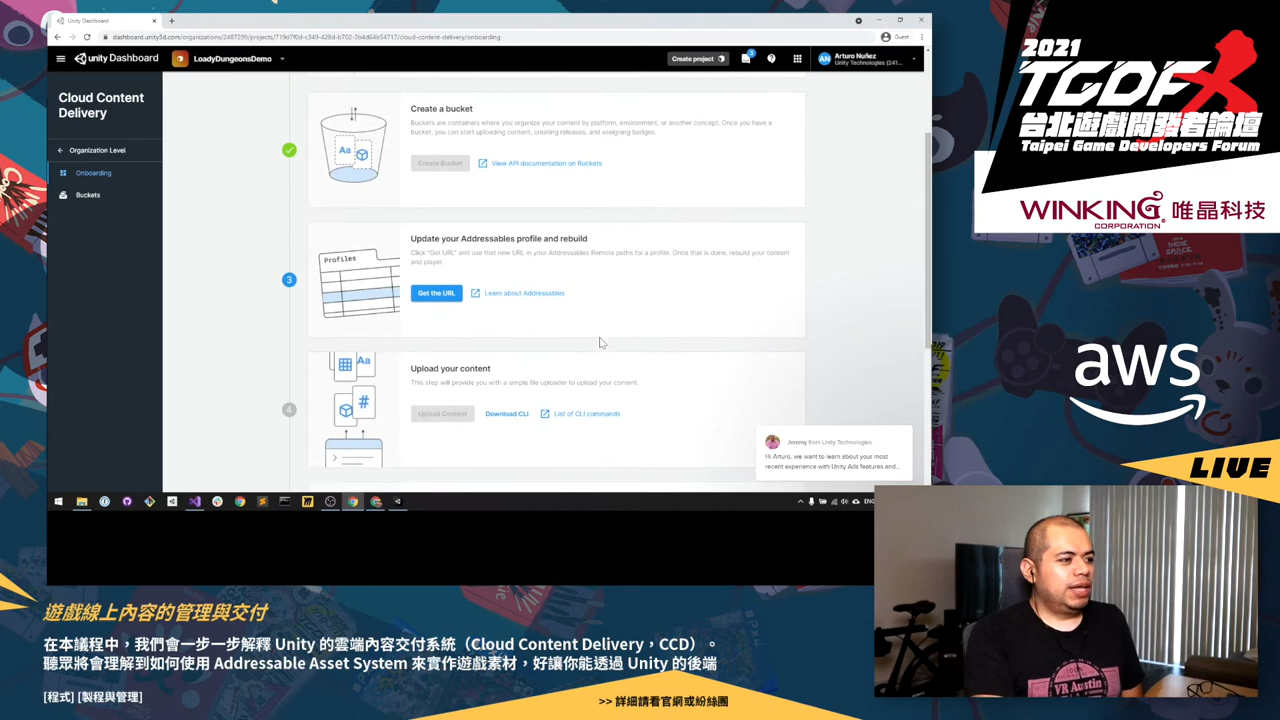 Unity Dashboard
dashboard.unity3d.com/organizations/2487299/projects/719d7f0d-c349-428d-b702-5b4d64b54717/cloud-content-delivery/onboarding
Guest
unity Dashboard
LoadyDungeonsDemo
Create project
Arturo Nuñez
Unity Technologies (241...
Cloud Content
Delivery
Organization Level
Onboarding
Buckets
Create a bucket
Buckets are containers where you organize your content by platform, environment, or another concept. Once you have a
bucket, you can start uploading content, creating releases, and assigning badges.
Create Bucket
View API documentation on Buckets
Aa
Update your Addressables profile and rebuild
Click "Get URL" and use that new URL in your Addressables Remote paths for a profile. Once that is done, rebuild your content
and player.
Profiles
3
Get the URL
Learn about Addressables
Upload your content
This step will provide you with a simple file uploader to upload your content.
Aa
#
4
Upload Content
Download CLI
List of CLI commands
Jeremy from Unity Technologies
Hi Arturo, we want to learn about your most
recent experience with Unity Ads features and...
2021
TGDF X
台北遊戲開發者論壇
Taipei Game Developers Forum
WINKING 唯晶科技
CORPORATION
aws
LIVE
VR Austin
遊戲線上內容的管理與交付
在本議程中，我們會一步一步解釋 Unity 的雲端內容交付系統（Cloud Content Delivery，CCD）。
聽眾將會理解到如何使用 Addressable Asset System 來實作遊戲素材，好讓你能透過 Unity 的後端
[程式] [製程與管理]
>> 詳細請看官網或粉絲團